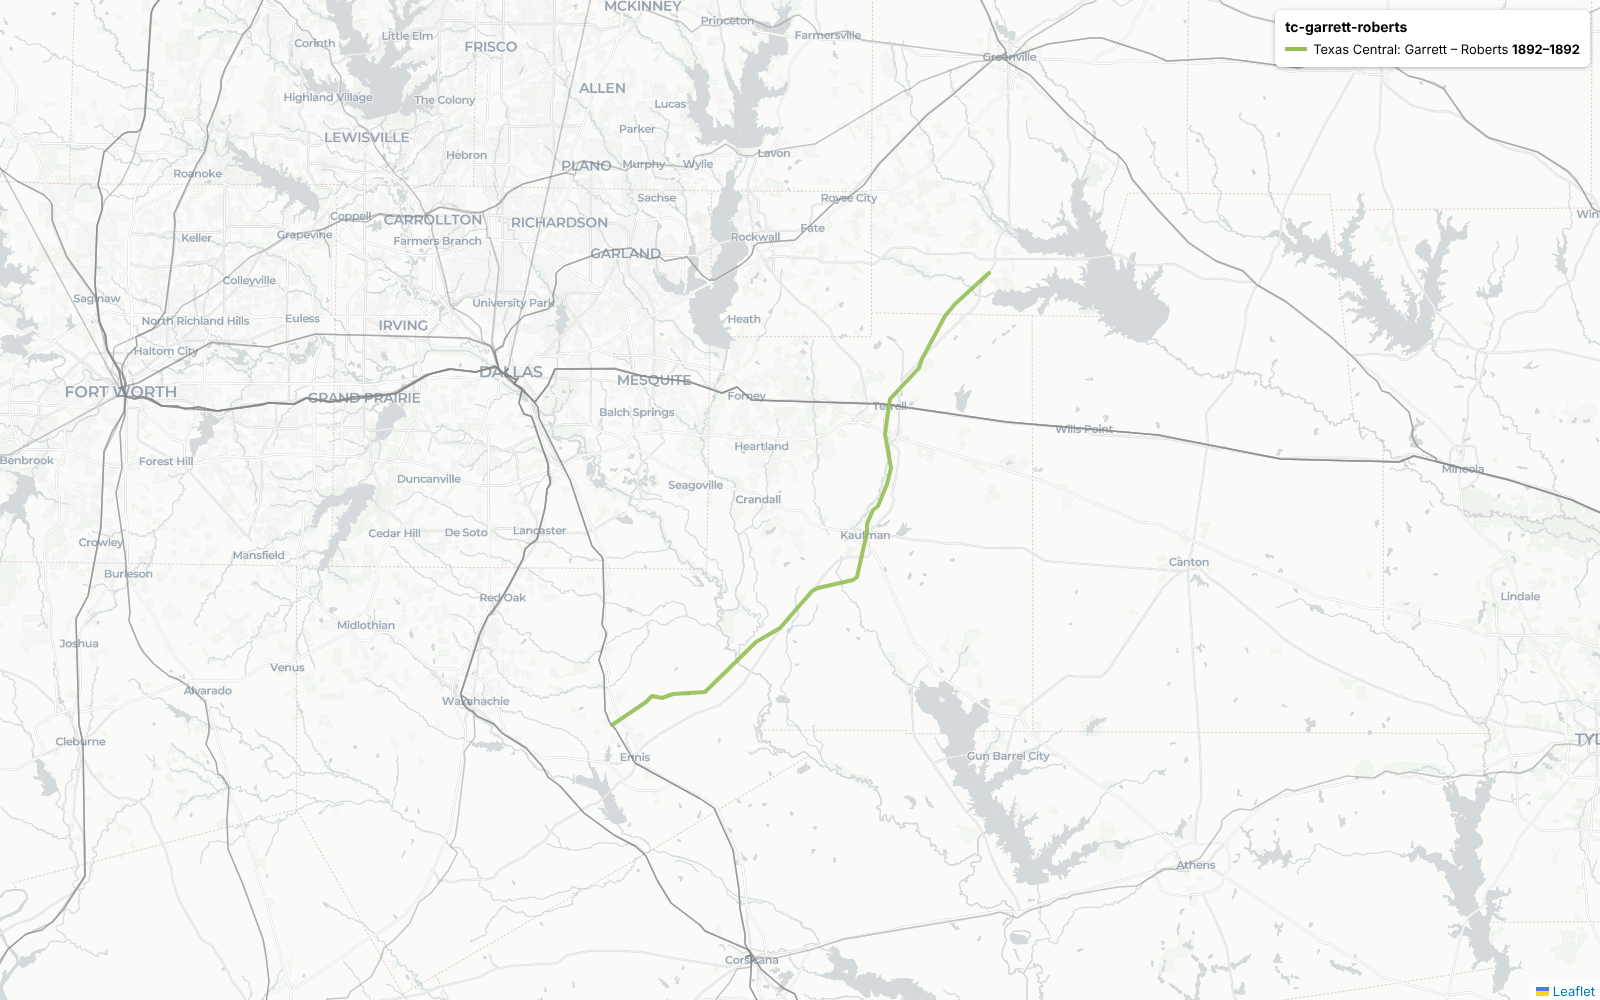 tc-garrett-roberts
Texas Central: Garrett – Roberts 1892–1892
MCKINNEY
Princeton
Little Elm
Corinth
FRISCO
Farmersville
Greenville
ALLEN
Highland Village
The Colony
Lucas
Parker
LEWISVILLE
Hebron
PLANO
Murphy
Wylie
Lavon
Roanoke
Sachse
Royse City
Coppell
CARROLLTON
RICHARDSON
Win
Keller
Grapevine
Farmers Branch
Rockwall
Fate
GARLAND
Colleyville
Saginaw
University Park
North Richland Hills
Euless
IRVING
Heath
Haltom City
DALLAS
MESQUITE
FORT WORTH
GRAND PRAIRIE
Forney
Terrell
Balch Springs
Wills Point
Heartland
Benbrook
Forest Hill
Mineola
Duncanville
Seagoville
Crandall
Cedar Hill
De Soto
Lancaster
Kaufman
Crowley
Mansfield
Canton
Burleson
Red Oak
Lindale
Midlothian
Joshua
Venus
Alvarado
Waxahachie
Cleburne
TYL
Ennis
Gun Barrel City
Athens
Corsicana
Leaflet